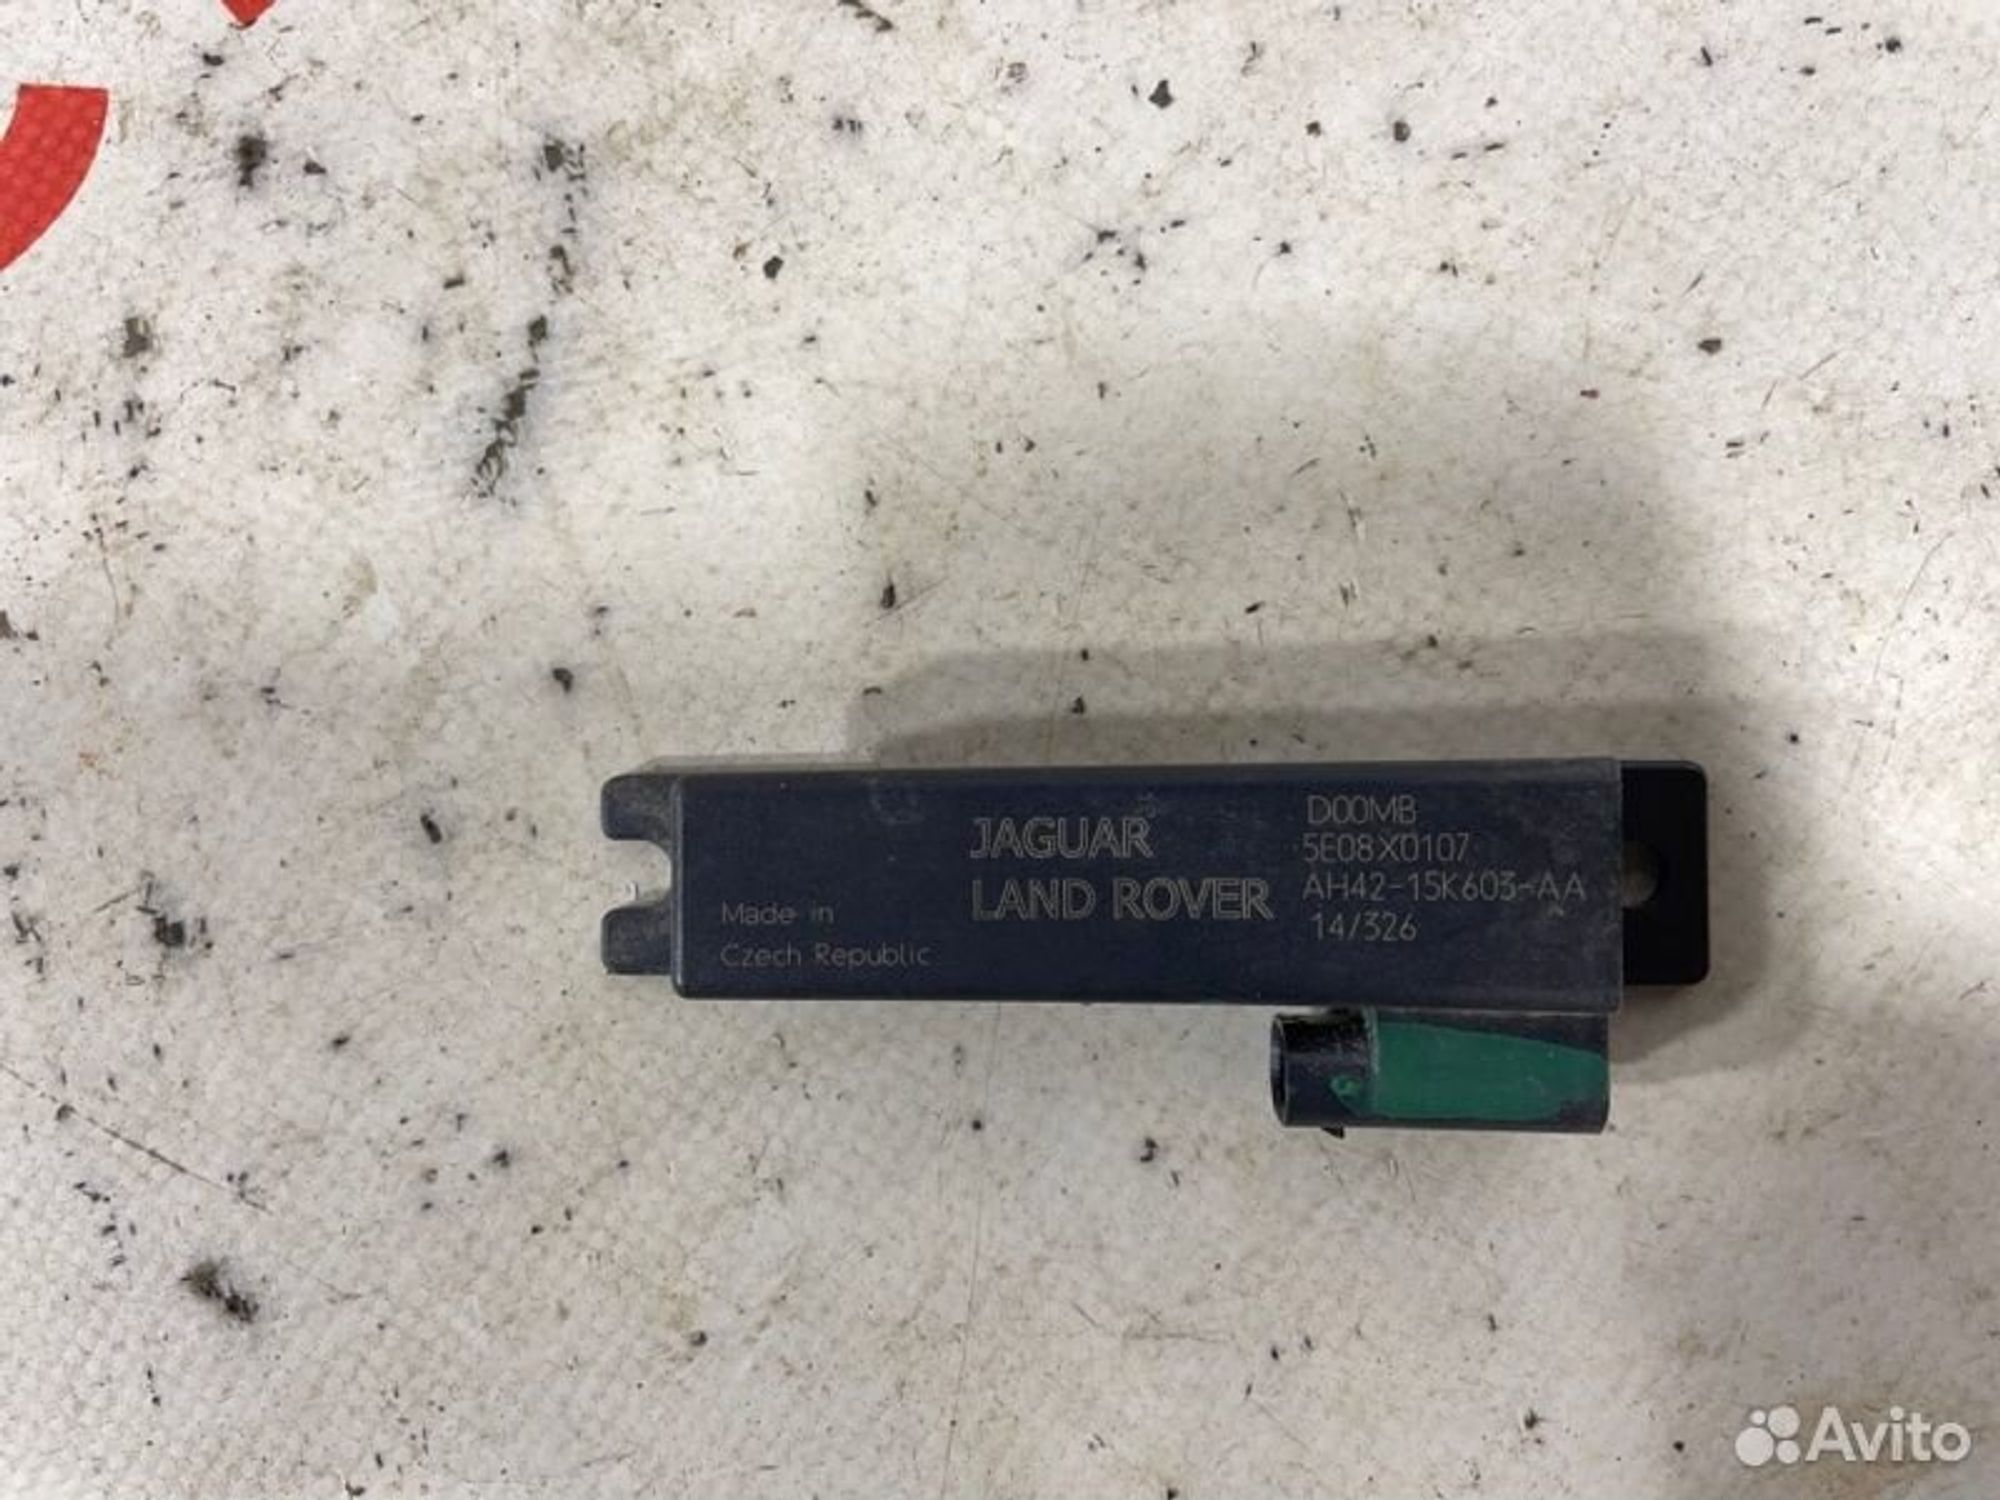 JAGUAR
LAND ROVER
Made in
Czech Republic
D00MB
5E08X0107
AH42-15K603-AA
14/326
Avito